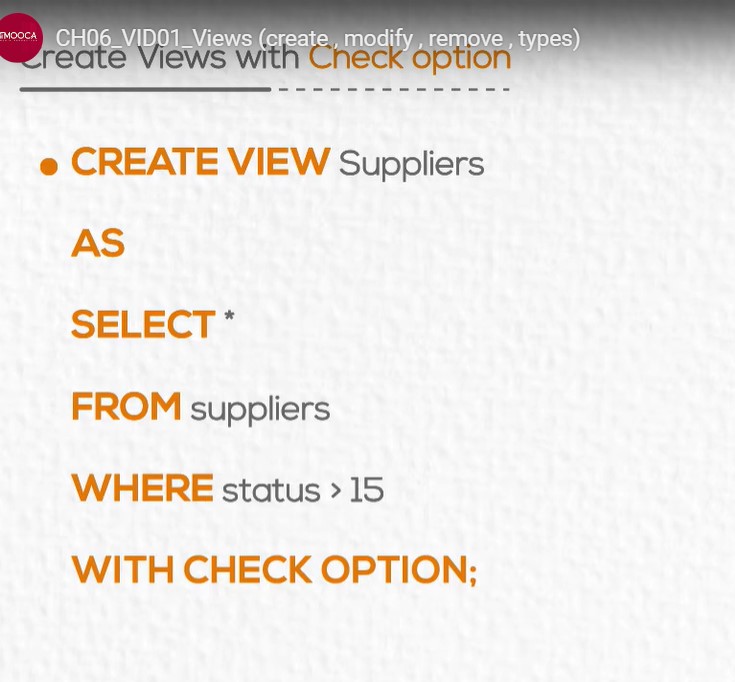 EMOOCA
CH06_VID01_Views (create , modify , remove , types)
Create Views with Check option
• CREATE VIEW Suppliers
AS
SELECT *
FROM suppliers
WHERE status > 15
WITH CHECK OPTION;